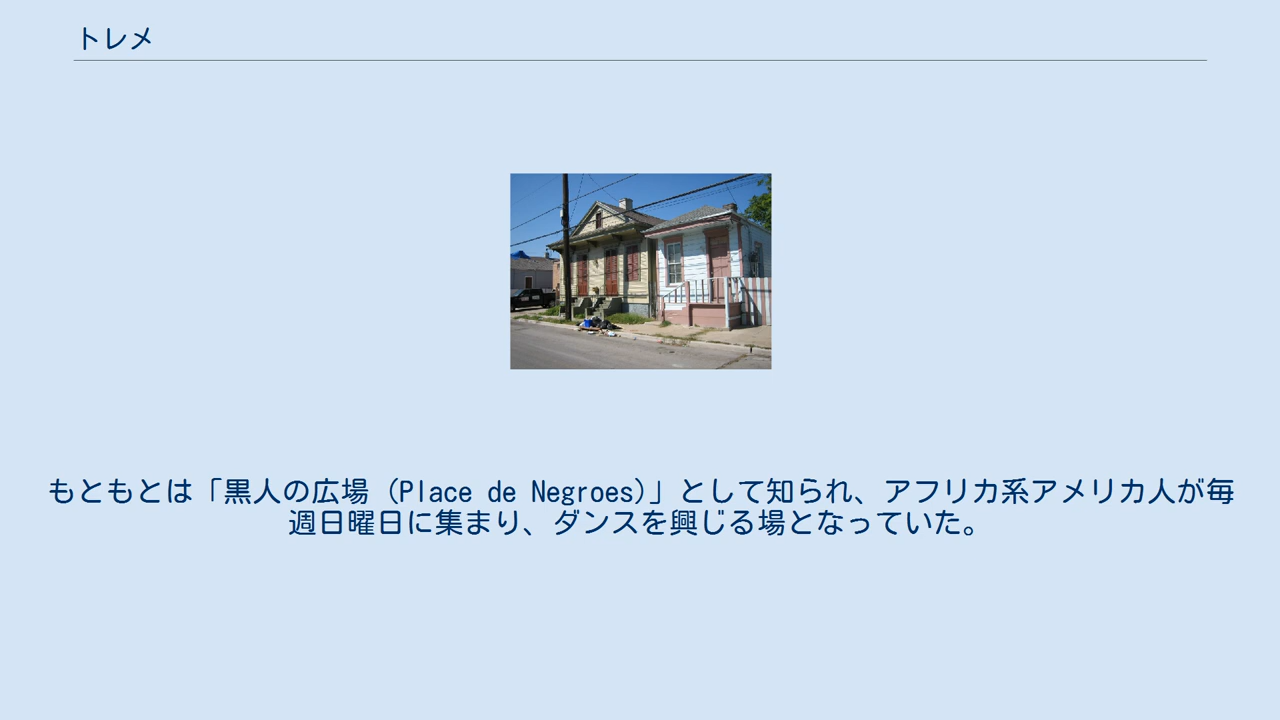 トレメ
もともとは「黒人の広場 (Place de Negroes)」として知られ、アフリカ系アメリカ人が毎
週日曜日に集まり、ダンスを興じる場となっていた。